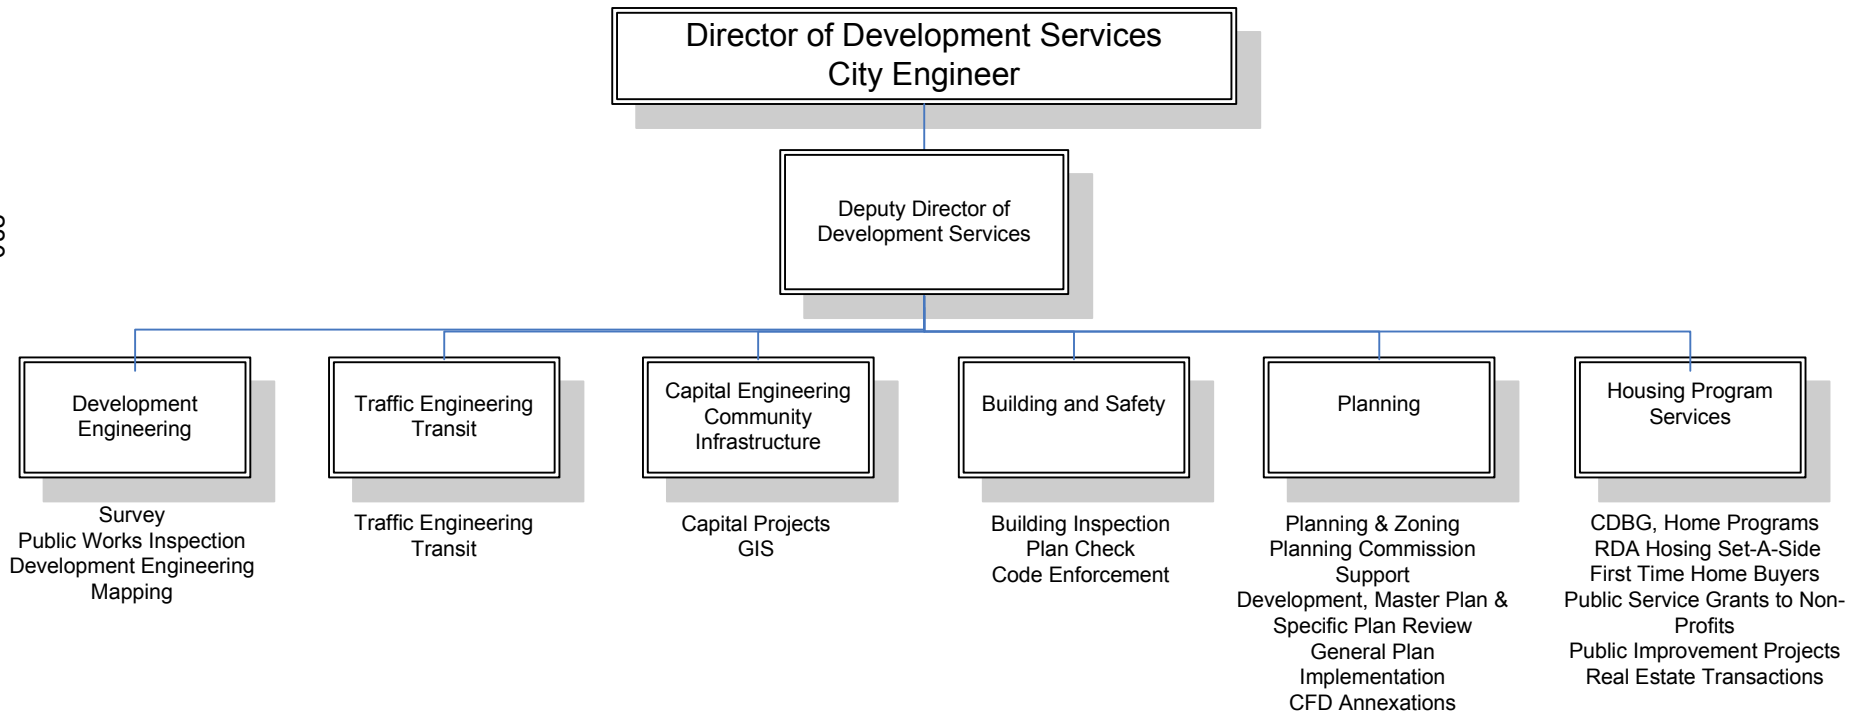 Director of Development Services
City Engineer
Deputy Director of
Development Services
Development
Engineering
Traffic Engineering
Transit
Capital Engineering
Community
Infrastructure
Building and Safety
Planning
Housing Program
Services
Survey
Public Works Inspection
Development Engineering
Mapping
Traffic Engineering
Transit
Capital Projects
GIS
Building Inspection
Plan Check
Code Enforcement
Planning & Zoning
Planning Commission
Support
Development, Master Plan &
Specific Plan Review
General Plan
Implementation
CFD Annexations
CDBG, Home Programs
RDA Hosing Set-A-Side
First Time Home Buyers
Public Service Grants to Non-
Profits
Public Improvement Projects
Real Estate Transactions